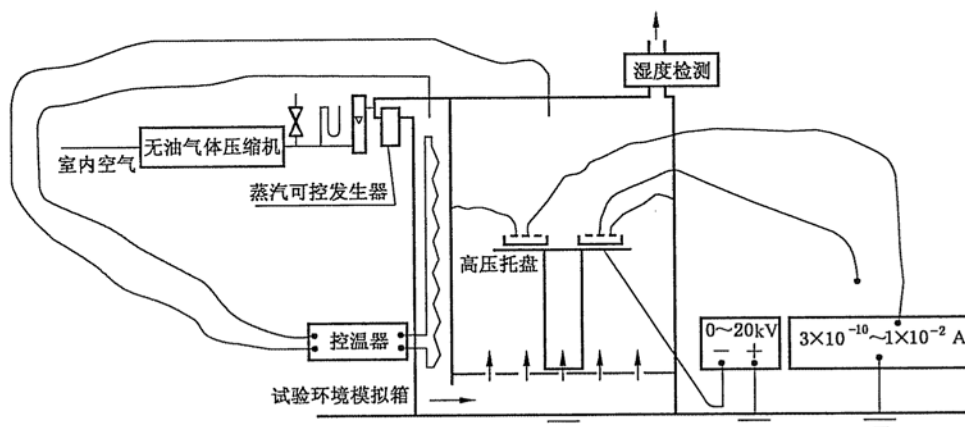 湿度检测
无油气体压缩机
室内空气
蒸汽可控发生器
高压托盘
控温器
0～20kV
− +
3×10⁻¹⁰～1×10⁻² A
试验环境模拟箱